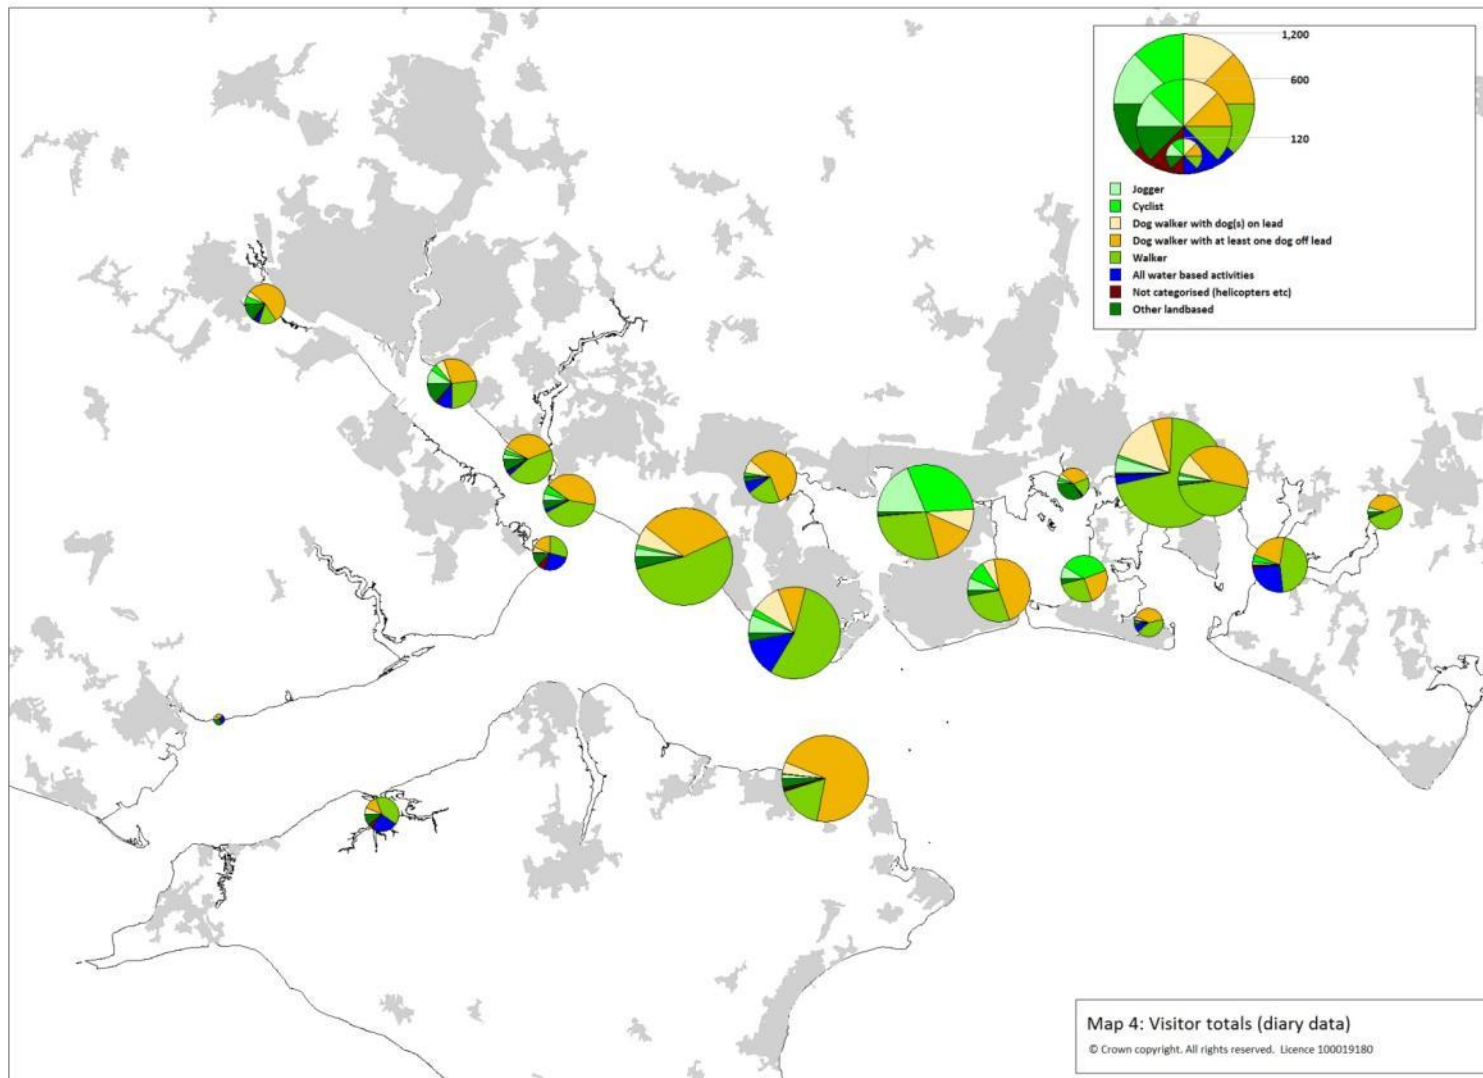 1,200
600
120
Jogger
Cyclist
Dog walker with dog(s) on lead
Dog walker with at least one dog off lead
Walker
All water based activities
Not categorised (helicopters etc)
Other landbased
Map 4: Visitor totals (diary data)
© Crown copyright. All rights reserved. Licence 100019180